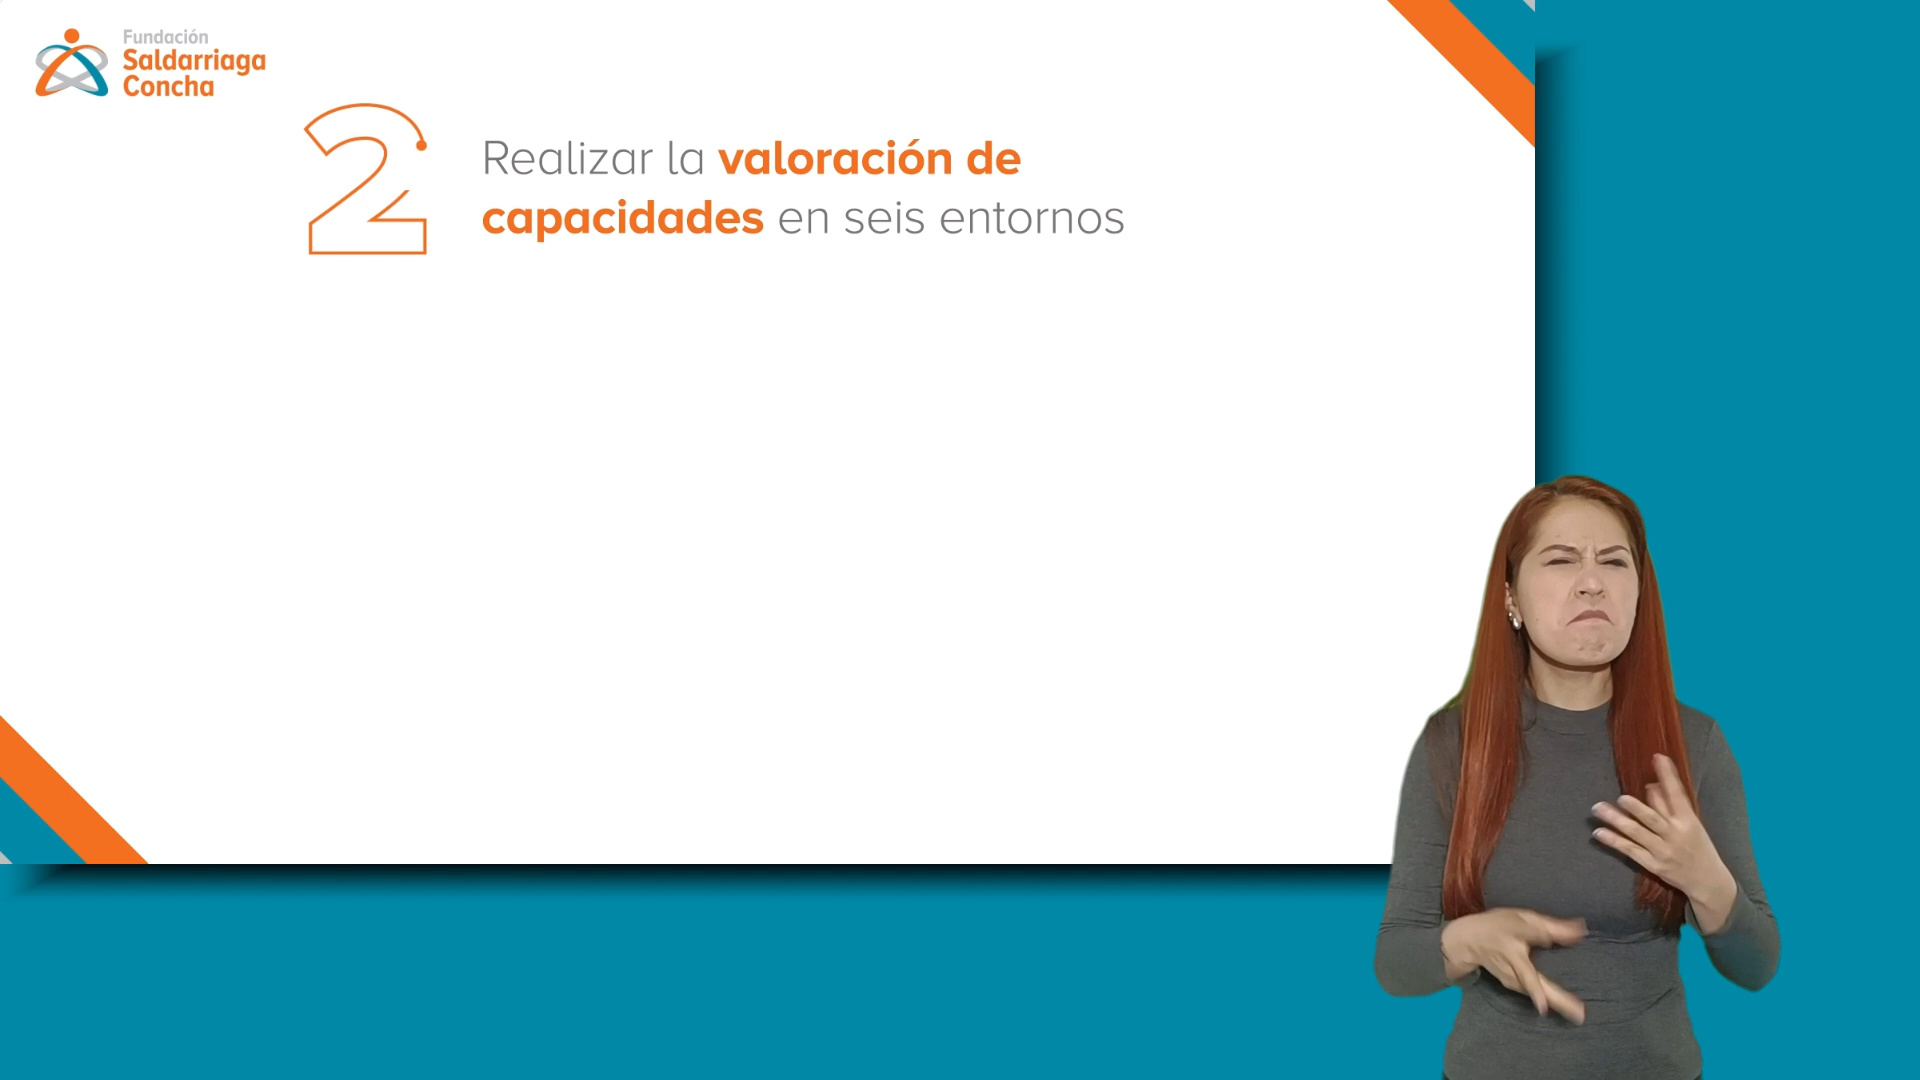 Fundación
Saldarriaga
Concha
2
Realizar la valoración de
capacidades en seis entornos